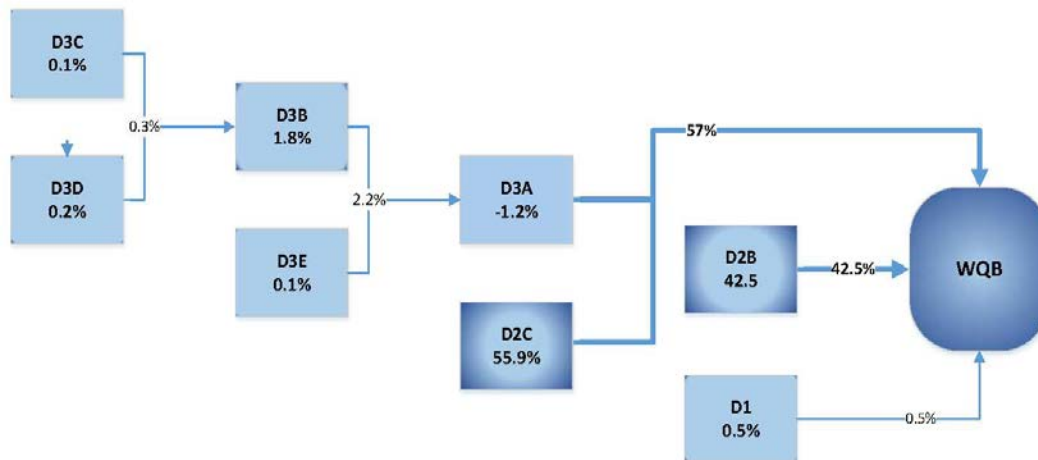 D3C
0.1%
0.3%
D3D
0.2%
D3B
1.8%
2.2%
D3E
0.1%
D3A
-1.2%
D2C
55.9%
57%
D2B
42.5
42.5%
WQB
D1
0.5%
0.5%